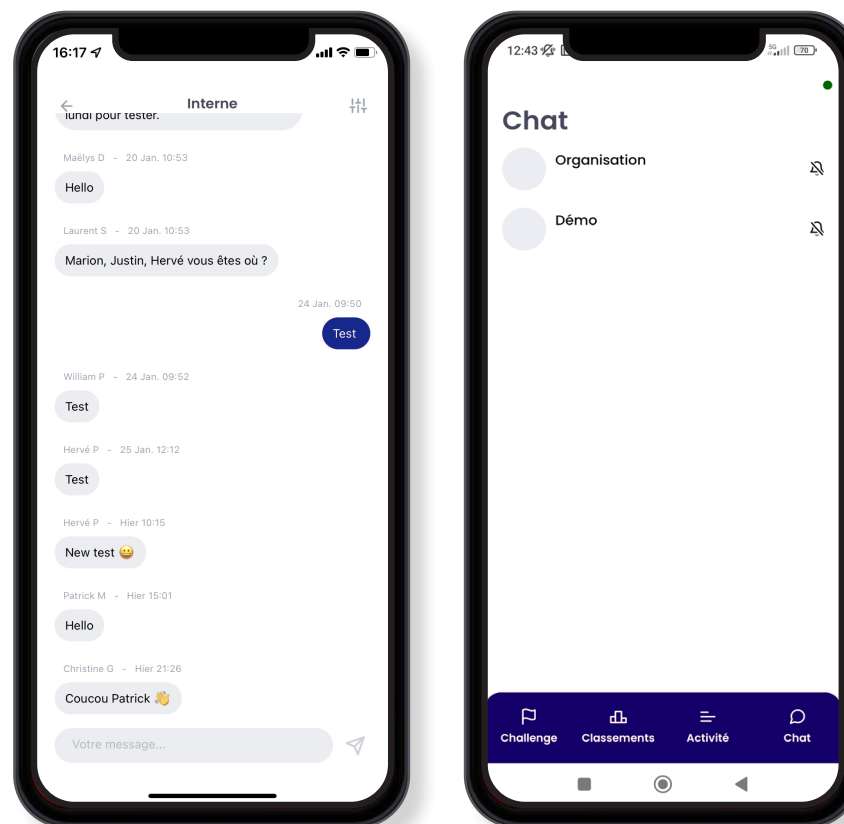 16:17
Interne
lundi pour tester.
Maëlys D - 20 Jan. 10:53
Hello
Laurent S - 20 Jan. 10:53
Marion, Justin, Hervé vous êtes où ?
24 Jan. 09:50
Test
William P - 24 Jan. 09:52
Test
Hervé P - 25 Jan. 12:12
Test
Hervé P - Hier 10:15
New test 😀
Patrick M - Hier 15:01
Hello
Christine G - Hier 21:26
Coucou Patrick 👋
Votre message...
12:43
5G
70
Chat
Organisation
Démo
Challenge
Classements
Activité
Chat